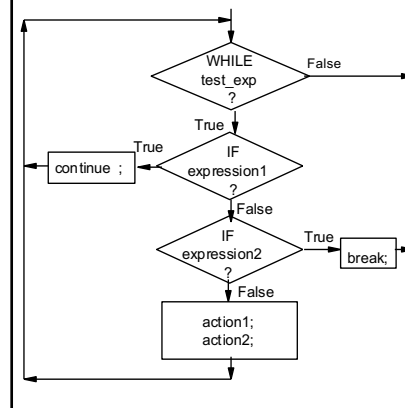 WHILE
test_exp
?
False
True
True
IF
expression1
?
continue ;
False
IF
expression2
?
True
break;
False
action1;
action2;